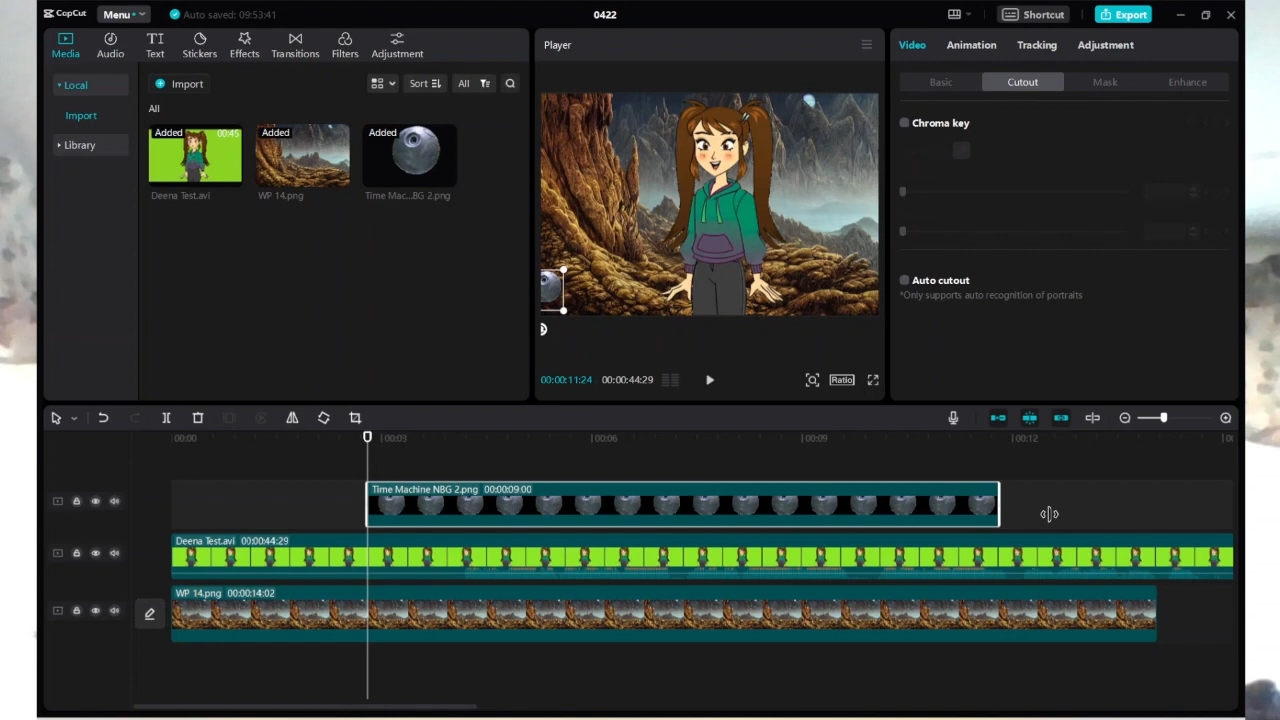 CapCut Menu Auto saved: 09:53:41 0422 Shortcut Export
Media Audio Text Stickers Effects Transitions Filters Adjustment
Player
Video Animation Tracking Adjustment
Local
Import
Library
Import Sort All
All
Added 00:45
Added
Added
Deena Test.avi WP 14.png Time Mac...BG 2.png
Basic Cutout Mask Enhance
Chroma key
Auto cutout
*Only supports auto recognition of portraits
00:00:11:24 00:00:44:29 Ratio
00:00 00:03 00:06 00:09 00:12
Time Machine NBG 2.png 00:00:09:00
Deena Test.avi 00:00:44:29
WP 14.png 00:00:14:02